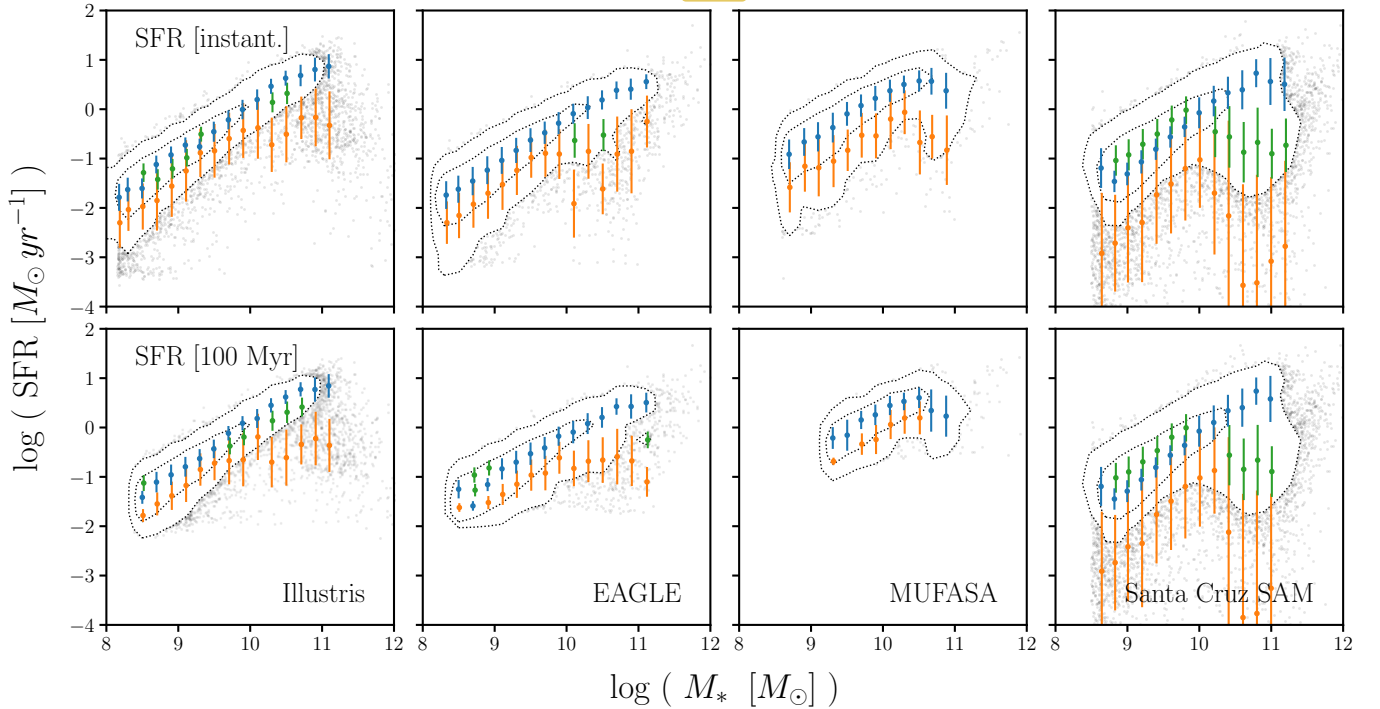 2
1
0
−1
−2
−3
−4
SFR [instant.]
2
1
0
−1
−2
−3
−4
SFR [100 Myr]
Illustris
EAGLE
MUFASA
Santa Cruz SAM
8 9 10 11 12
8 9 10 11 12
8 9 10 11 12
8 9 10 11 12
log ( SFR [M⊙ yr⁻¹] )
log ( M∗ [M⊙] )